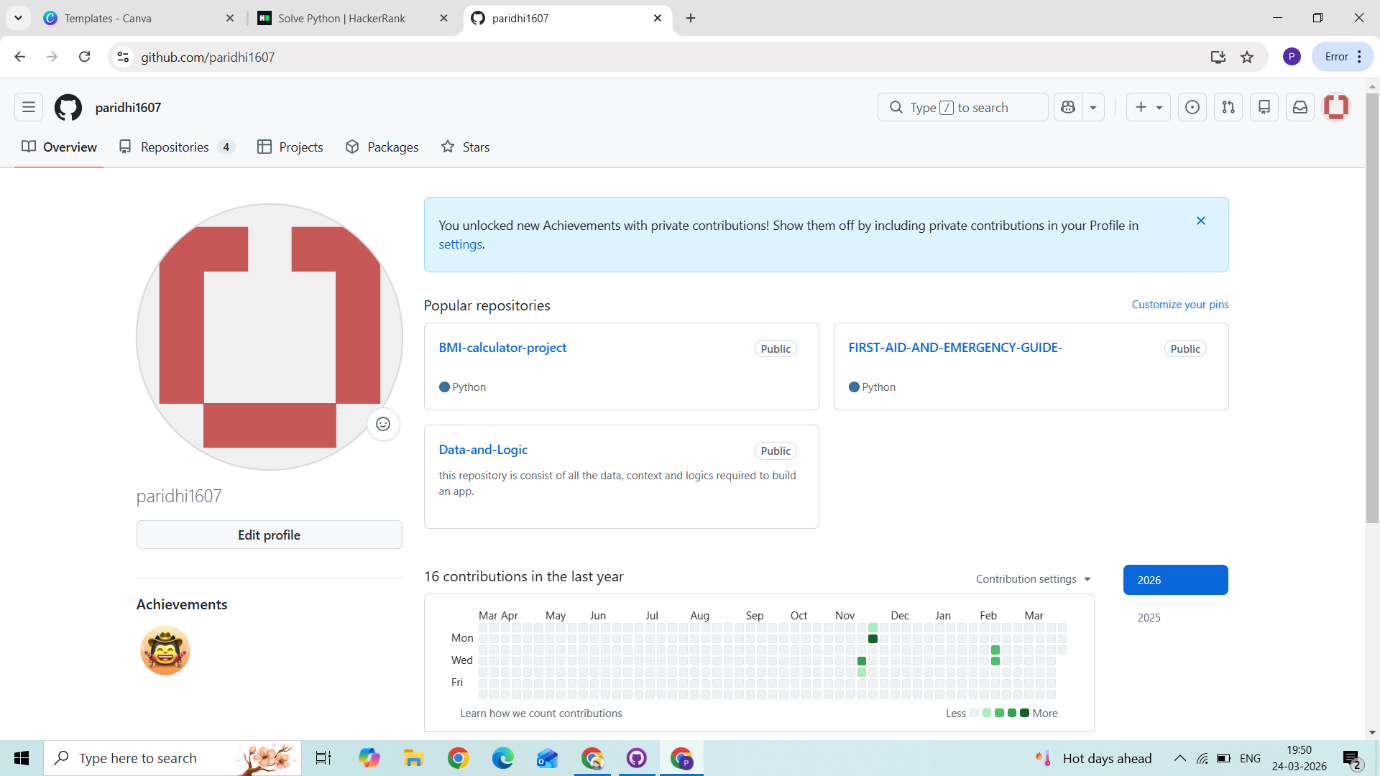 Templates - Canva
Solve Python | HackerRank
paridhi1607
github.com/paridhi1607
P
Error
paridhi1607
Type / to search
Overview
Repositories 4
Projects
Packages
Stars
You unlocked new Achievements with private contributions! Show them off by including private contributions in your Profile in
settings.
Popular repositories
Customize your pins
BMI-calculator-project
Public
Python
FIRST-AID-AND-EMERGENCY-GUIDE-
Public
Python
Data-and-Logic
Public
this repository is consist of all the data, context and logics required to build
an app.
paridhi1607
Edit profile
Achievements
16 contributions in the last year
Contribution settings
2026
2025
Mar Apr May Jun Jul Aug Sep Oct Nov Dec Jan Feb Mar
Mon
Wed
Fri
Learn how we count contributions
Less
More
Type here to search
P
Hot days ahead
ENG
19:50
24-03-2026
2